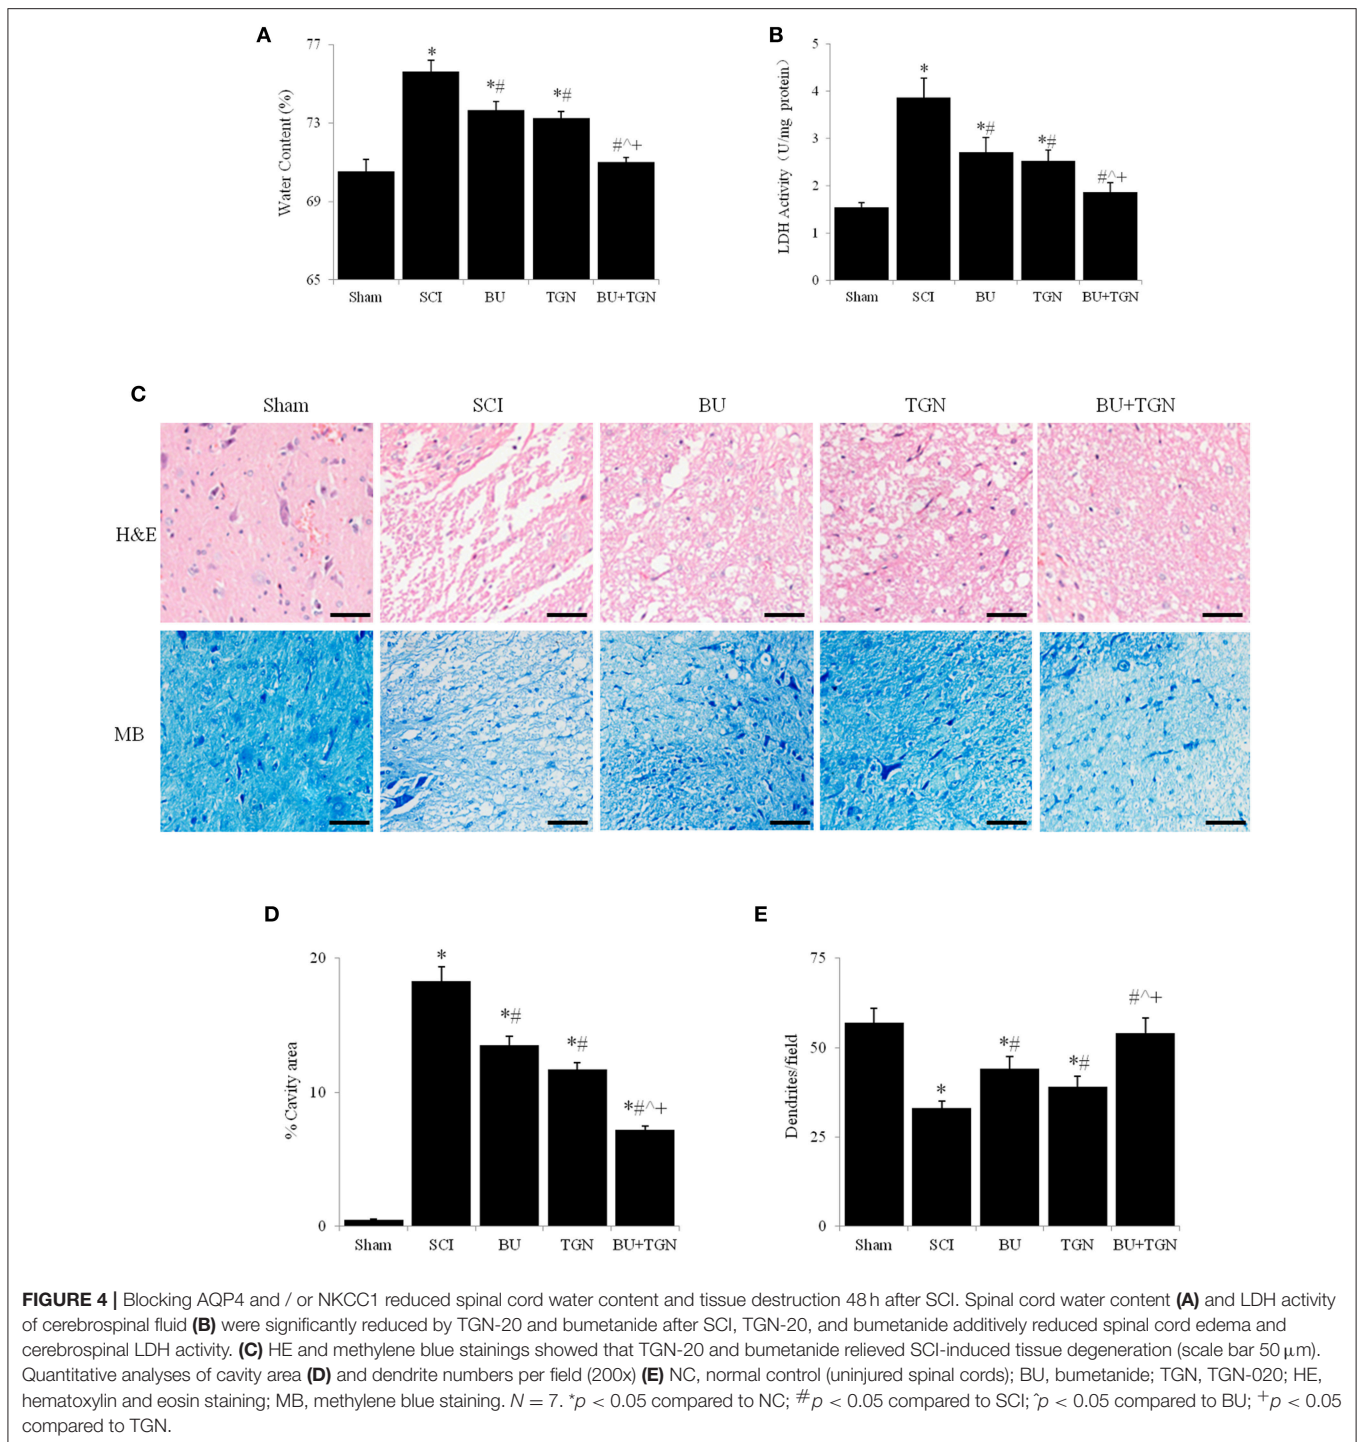 A
77
73
69
65
Water Content (%)
*
*#
*#
#^+
Sham SCI BU TGN BU+TGN
B
5
4
3
2
1
0
LDH Activity (U/mg protein)
*
*#
*#
#^+
Sham SCI BU TGN BU+TGN
C
Sham SCI BU TGN BU+TGN
H&E
MB
D
20
10
0
% Cavity area
*
*#
*#
*#^+
Sham SCI BU TGN BU+TGN
E
75
50
25
0
Dendrites/field
*
*#
*#
#^+
Sham SCI BU TGN BU+TGN
FIGURE 4 | Blocking AQP4 and / or NKCC1 reduced spinal cord water content and tissue destruction 48 h after SCI. Spinal cord water content (A) and LDH activity
of cerebrospinal fluid (B) were significantly reduced by TGN-20 and bumetanide after SCI, TGN-20, and bumetanide additively reduced spinal cord edema and
cerebrospinal LDH activity. (C) HE and methylene blue stainings showed that TGN-20 and bumetanide relieved SCI-induced tissue degeneration (scale bar 50 μm).
Quantitative analyses of cavity area (D) and dendrite numbers per field (200x) (E) NC, normal control (uninjured spinal cords); BU, bumetanide; TGN, TGN-020; HE,
hematoxylin and eosin staining; MB, methylene blue staining. N = 7. *p < 0.05 compared to NC; #p < 0.05 compared to SCI; ^p < 0.05 compared to BU; +p < 0.05
compared to TGN.